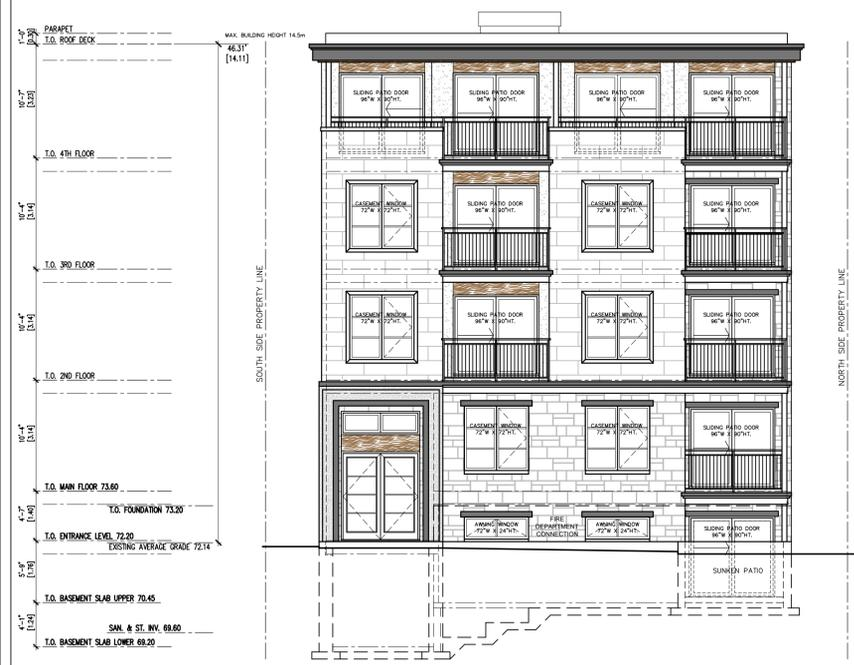 PARAPET
1'-0"
[0.30]
T.O. ROOF DECK
MAX. BUILDING HEIGHT 14.5m
46.31'
[14.11]
10'-7"
[3.23]
SLIDING PATIO DOOR
96"W X 90"HT.
SLIDING PATIO DOOR
96"W X 90"HT.
SLIDING PATIO DOOR
96"W X 90"HT.
SLIDING PATIO DOOR
96"W X 90"HT.
T.O. 4TH FLOOR
10'-4"
[3.14]
CASEMENT WINDOW
72"W X 72"HT.
SLIDING PATIO DOOR
96"W X 90"HT.
CASEMENT WINDOW
72"W X 72"HT.
SLIDING PATIO DOOR
96"W X 90"HT.
T.O. 3RD FLOOR
SOUTH SIDE PROPERTY LINE
NORTH SIDE PROPERTY LINE
10'-4"
[3.14]
CASEMENT WINDOW
72"W X 72"HT.
SLIDING PATIO DOOR
96"W X 90"HT.
CASEMENT WINDOW
72"W X 72"HT.
SLIDING PATIO DOOR
96"W X 90"HT.
T.O. 2ND FLOOR
10'-4"
[3.14]
CASEMENT WINDOW
72"W X 72"HT.
CASEMENT WINDOW
72"W X 72"HT.
SLIDING PATIO DOOR
96"W X 90"HT.
T.O. MAIN FLOOR 73.60
T.O. FOUNDATION 73.20
4'-7"
[1.40]
AWNING WINDOW
72"W X 24"HT.
FIRE
DEPARTMENT
CONNECTION
AWNING WINDOW
72"W X 24"HT.
SLIDING PATIO DOOR
96"W X 90"HT.
T.O. ENTRANCE LEVEL 72.20
EXISTING AVERAGE GRADE 72.14
5'-9"
[1.76]
SUNKEN PATIO
T.O. BASEMENT SLAB UPPER 70.45
4'-1"
[1.24]
SAN. & ST. INV. 69.60
T.O. BASEMENT SLAB LOWER 69.20